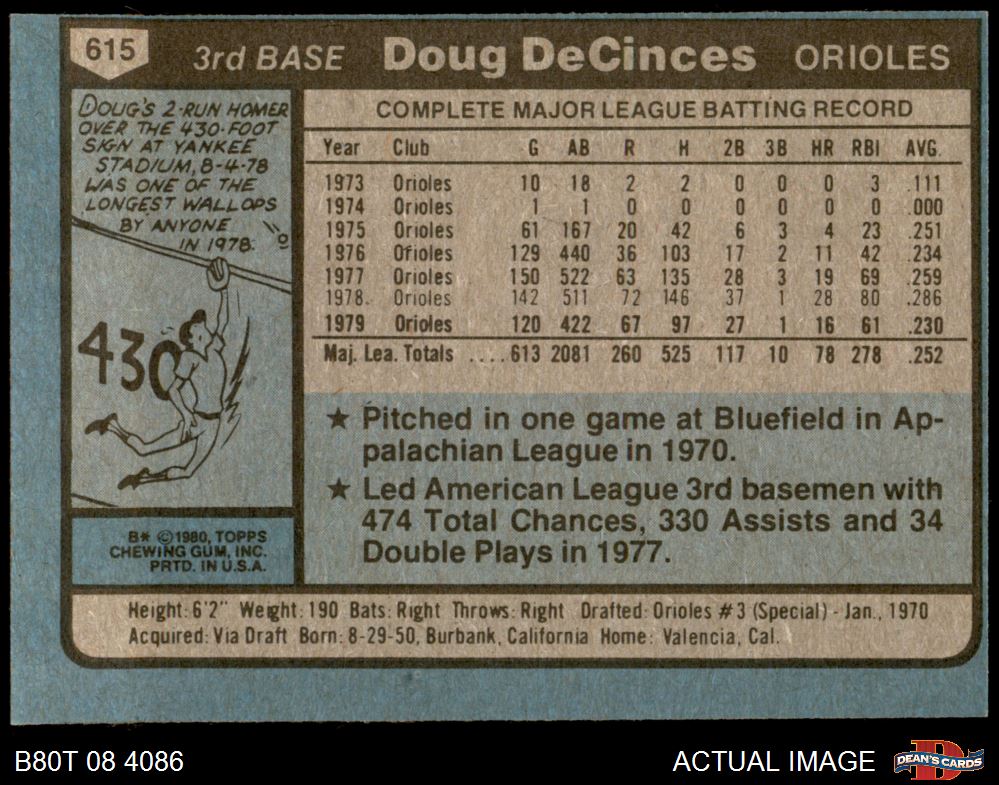 615 3rd BASE Doug DeCinces ORIOLES
DOUG'S 2-RUN HOMER
OVER THE 430-FOOT
SIGN AT YANKEE
STADIUM, 8-4-78
WAS ONE OF THE
LONGEST WALLOPS
BY ANYONE
IN 1978.
430
B* ©1980, TOPPS
CHEWING GUM, INC.
PRTD. IN U.S.A.
COMPLETE MAJOR LEAGUE BATTING RECORD
Year Club G AB R H 2B 3B HR RBI AVG.
1973 Orioles 10 18 2 2 0 0 0 3 .111
1974 Orioles 1 1 0 0 0 0 0 0 .000
1975 Orioles 61 167 20 42 6 3 4 23 .251
1976 Orioles 129 440 36 103 17 2 11 42 .234
1977 Orioles 150 522 63 135 28 3 19 69 .259
1978. Orioles 142 511 72 146 37 1 28 80 .286
1979 Orioles 120 422 67 97 27 1 16 61 .230
Maj. Lea. Totals ....613 2081 260 525 117 10 78 278 .252
★ Pitched in one game at Bluefield in Ap-
palachian League in 1970.
★ Led American League 3rd basemen with
474 Total Chances, 330 Assists and 34
Double Plays in 1977.
Height: 6'2" Weight: 190 Bats: Right Throws: Right Drafted: Orioles #3 (Special) - Jan., 1970
Acquired: Via Draft Born: 8-29-50, Burbank, California Home: Valencia, Cal.
B80T 08 4086 ACTUAL IMAGE D DEAN'S CARDS